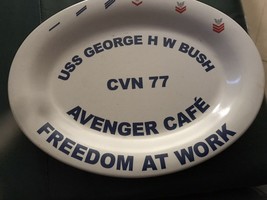 USS GEORGE H W BUSH
CVN 77
AVENGER CAFÉ
FREEDOM AT WORK